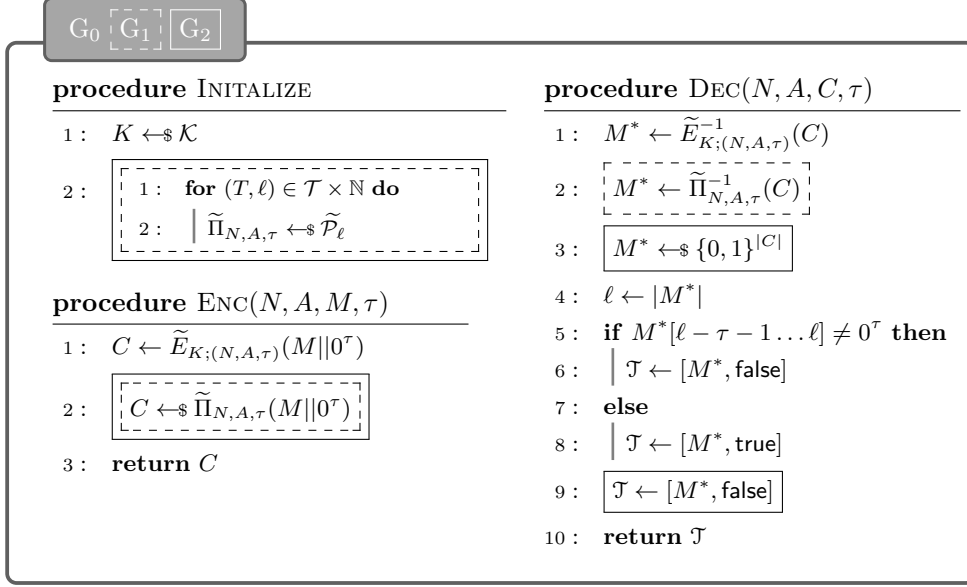 G₀ G₁ G₂
procedure INITALIZE
1 : K ←$ 𝒦
2 : 1 : for (T, ℓ) ∈ 𝒯 × ℕ do
2 : Π̃_{N,A,τ} ←$ 𝒫̃_ℓ
procedure ENC(N, A, M, τ)
1 : C ← Ẽ_{K;(N,A,τ)}(M||0^τ)
2 : C ←$ Π̃_{N,A,τ}(M||0^τ)
3 : return C
procedure DEC(N, A, C, τ)
1 : M* ← Ẽ^{-1}_{K;(N,A,τ)}(C)
2 : M* ← Π̃^{-1}_{N,A,τ}(C)
3 : M* ←$ {0, 1}^{|C|}
4 : ℓ ← |M*|
5 : if M*[ℓ − τ − 1 … ℓ] ≠ 0^τ then
6 : 𝒯 ← [M*, false]
7 : else
8 : 𝒯 ← [M*, true]
9 : 𝒯 ← [M*, false]
10 : return 𝒯